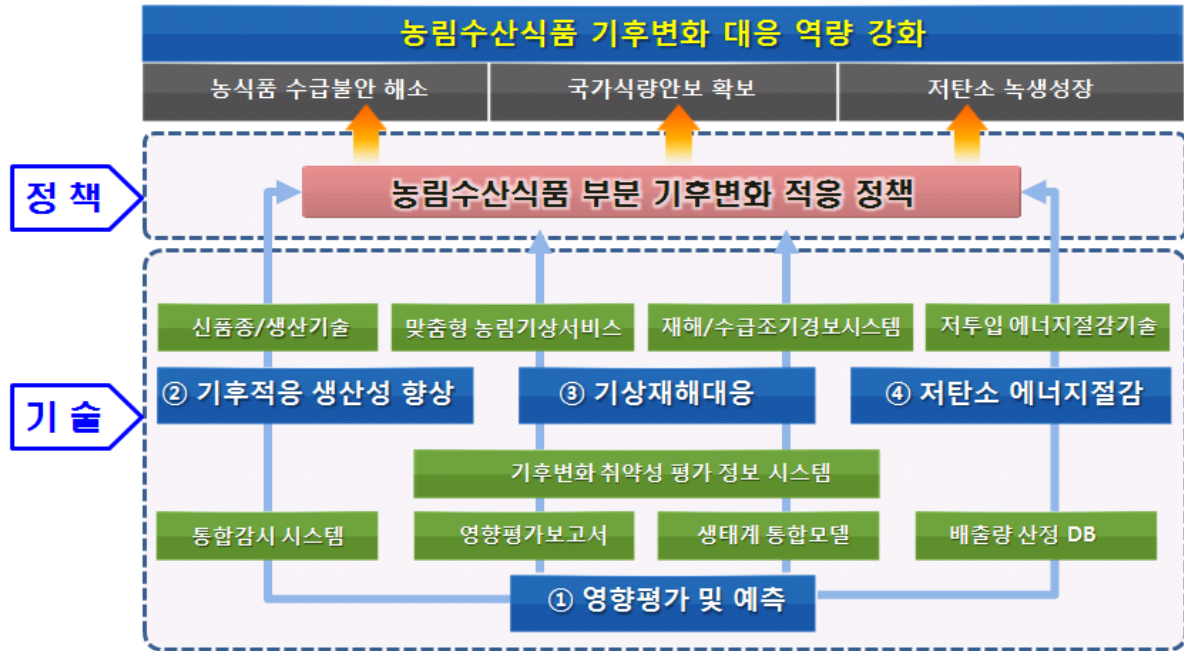 농림수산식품 기후변화 대응 역량 강화
농식품 수급불안 해소
국가식량안보 확보
저탄소 녹생성장
정 책
농림수산식품 부분 기후변화 적응 정책
신품종/생산기술
맞춤형 농림기상서비스
재해/수급조기경보시스템
저투입 에너지절감기술
기 술
② 기후적응 생산성 향상
③ 기상재해대응
④ 저탄소 에너지절감
기후변화 취약성 평가 정보 시스템
통합감시 시스템
영향평가보고서
생태계 통합모델
배출량 산정 DB
① 영향평가 및 예측